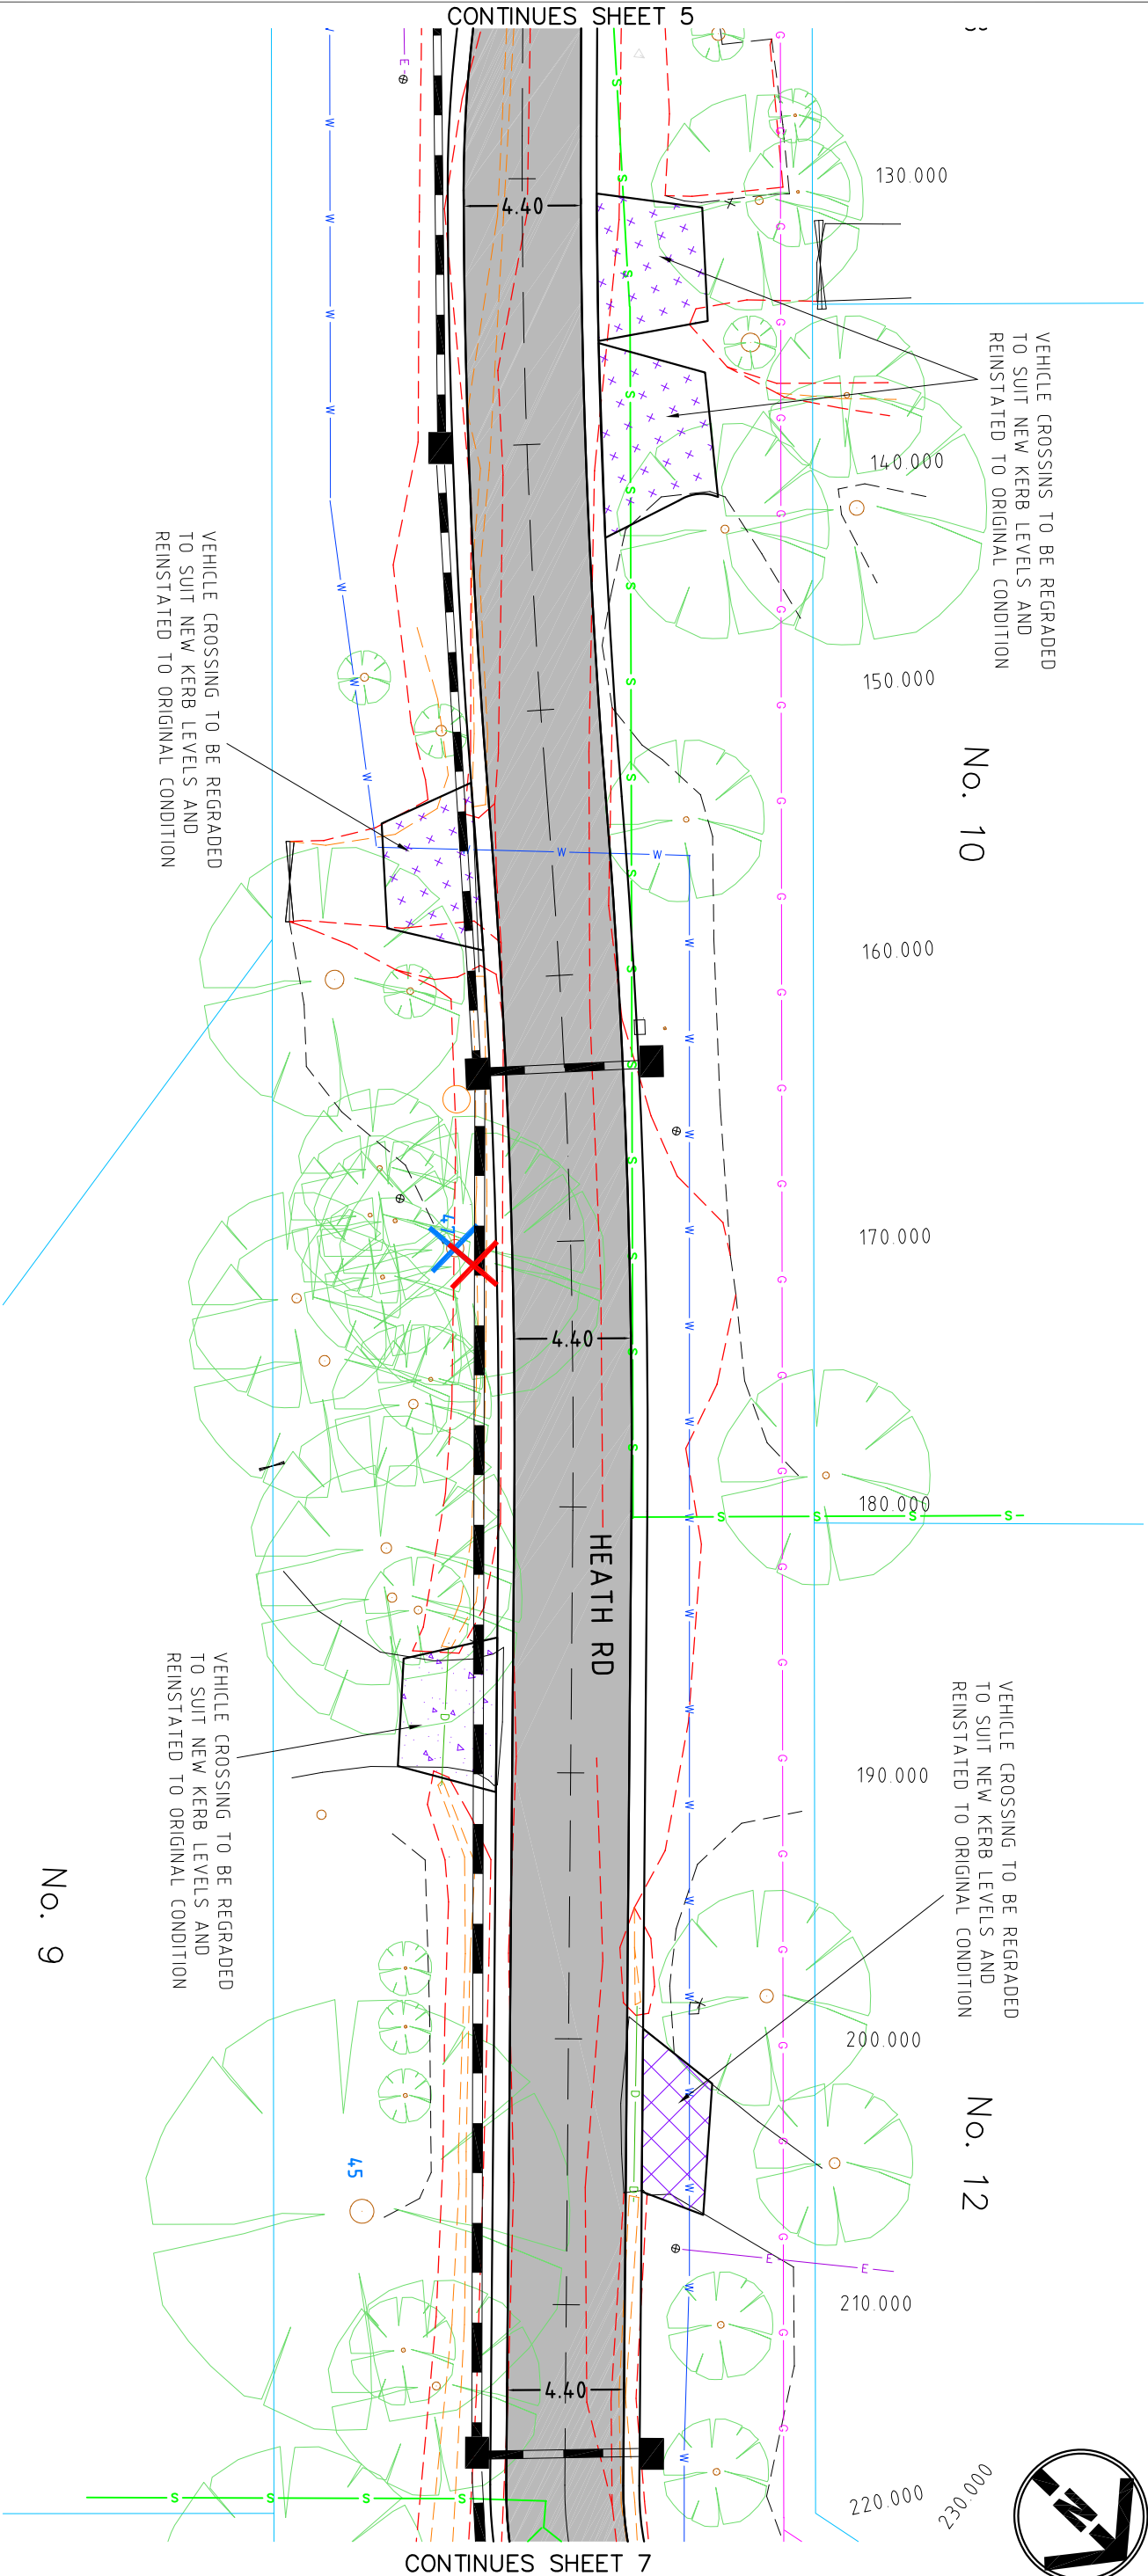 CONTINUES SHEET 5
130.000
4.40
VEHICLE CROSSINS TO BE REGRADED
TO SUIT NEW KERB LEVELS AND
REINSTATED TO ORIGINAL CONDITION
140.000
VEHICLE CROSSING TO BE REGRADED
TO SUIT NEW KERB LEVELS AND
REINSTATED TO ORIGINAL CONDITION
150.000
No. 10
160.000
170.000
4.40
180.000
HEATH RD
VEHICLE CROSSING TO BE REGRADED
TO SUIT NEW KERB LEVELS AND
REINSTATED TO ORIGINAL CONDITION
VEHICLE CROSSING TO BE REGRADED
TO SUIT NEW KERB LEVELS AND
REINSTATED TO ORIGINAL CONDITION
190.000
No. 9
200.000
No. 12
45
210.000
4.40
220.000
230.000
N
CONTINUES SHEET 7